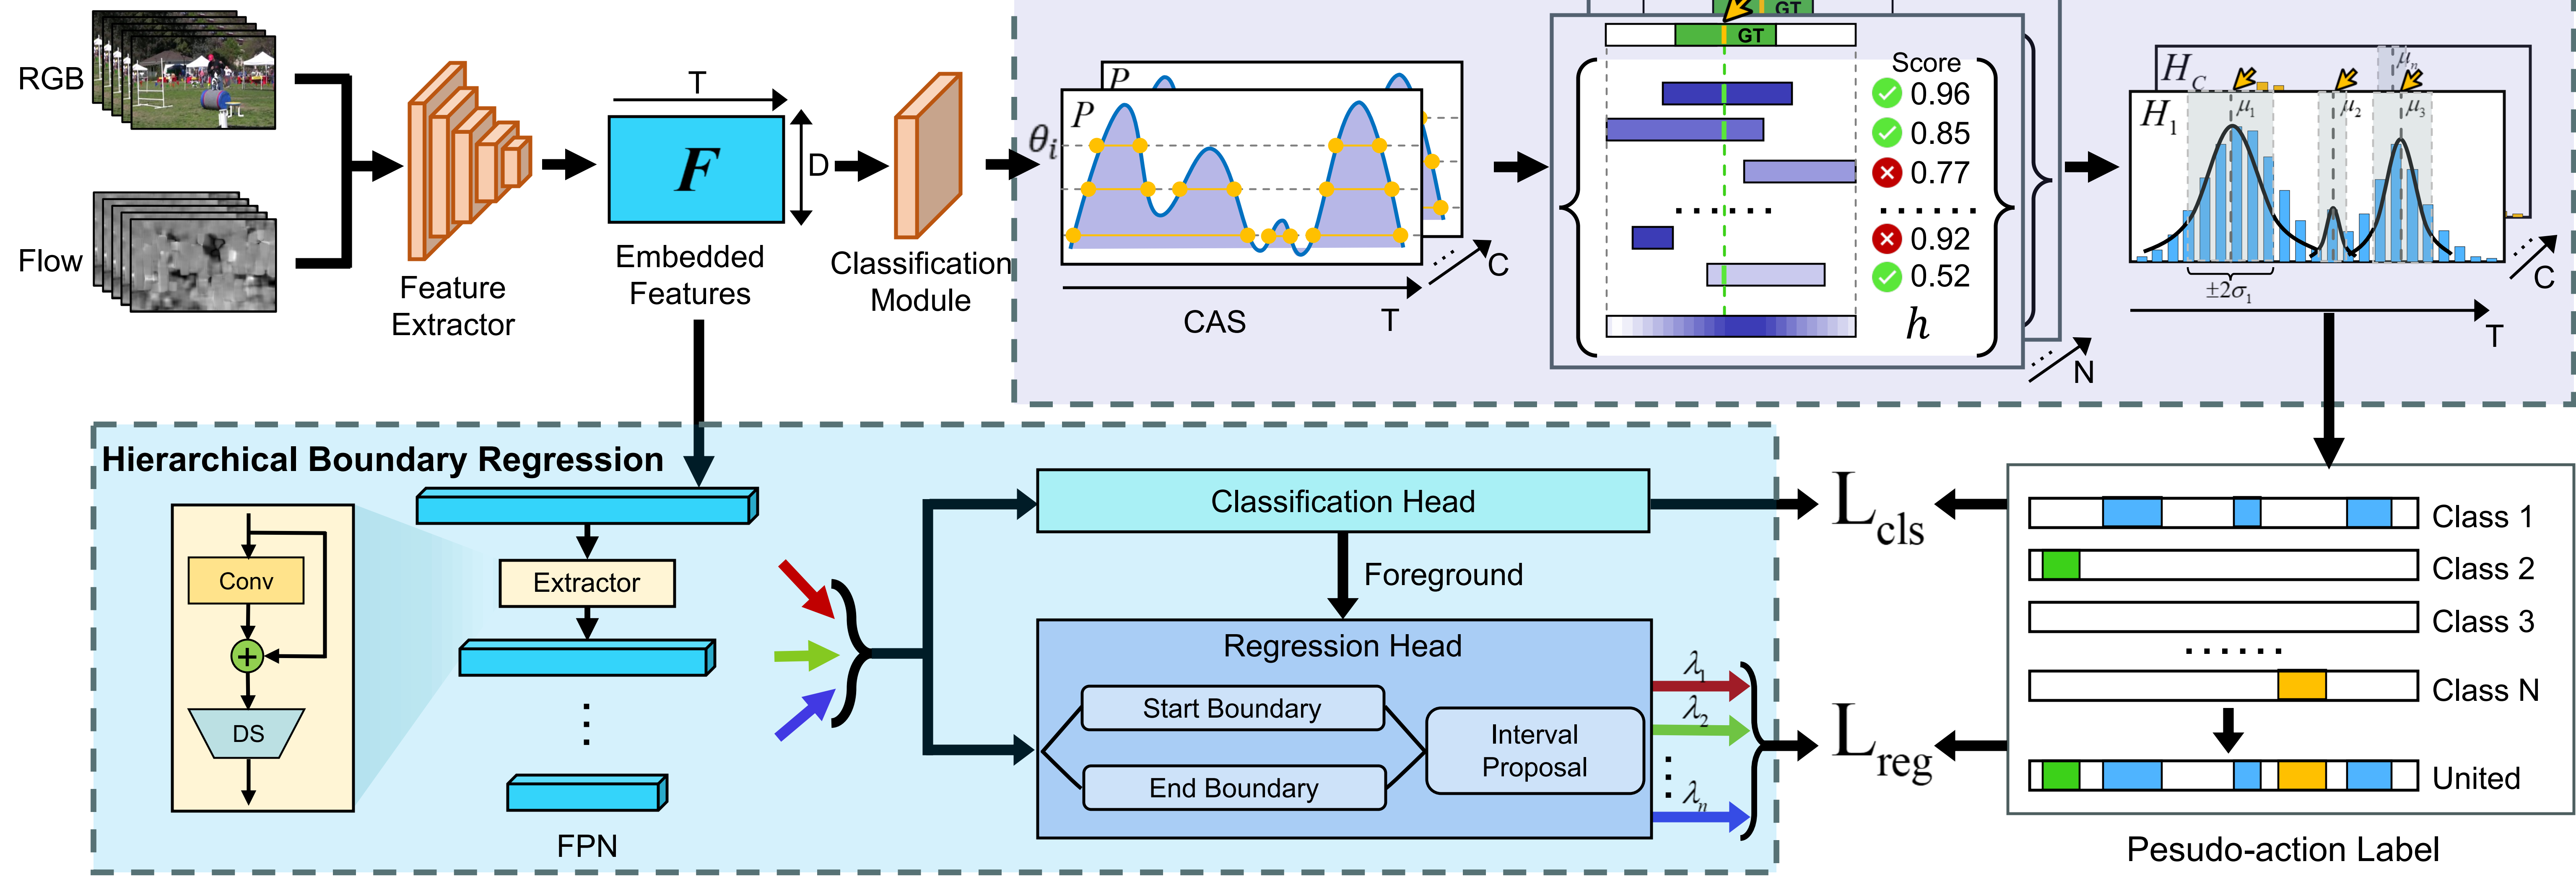 RGB
Flow
Feature
Extractor
T
F
D
Embedded
Features
Classification
Module
θi
P
P
CAS
T
C
GT
GT
Score
0.96
0.85
0.77
......
......
0.92
0.52
h
N
HC
H1
μn
μ1
μ2
μ3
±2σ1
T
C
Hierarchical Boundary Regression
Conv
+
DS
Extractor
FPN
Classification Head
Foreground
Regression Head
Start Boundary
End Boundary
Interval
Proposal
λ1
λ2
λn
Lcls
Lreg
Class 1
Class 2
Class 3
......
Class N
United
Pesudo-action Label